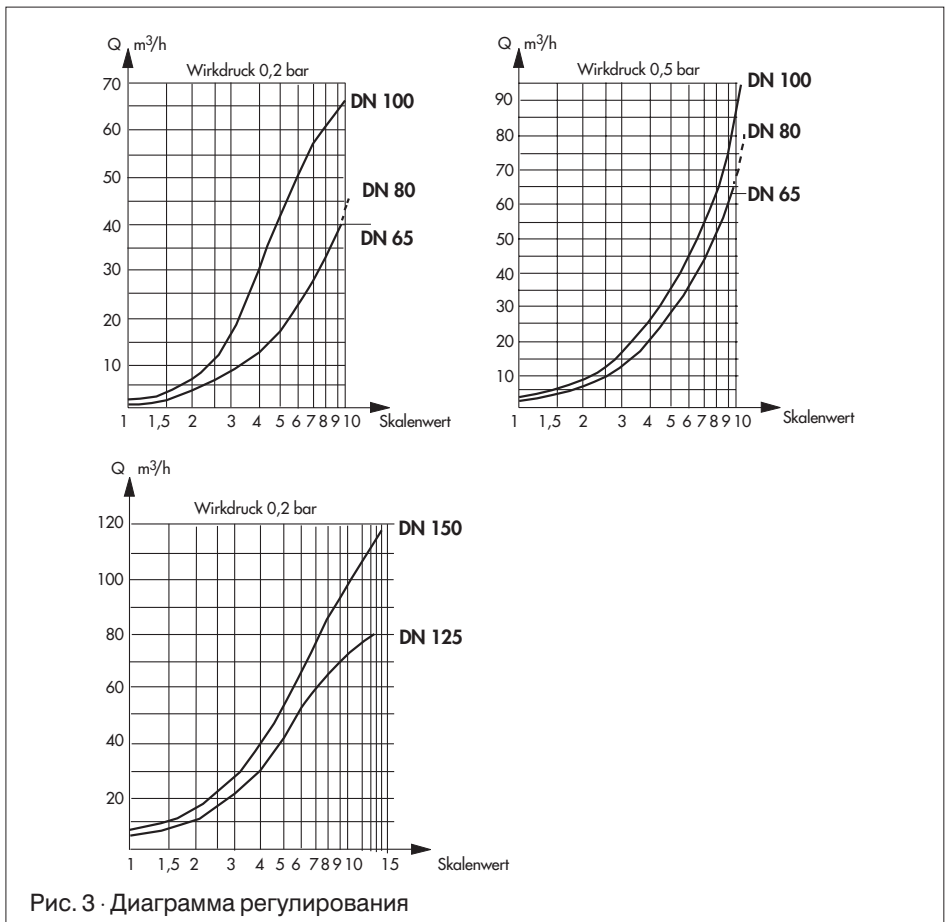 Q m³/h
Wirkdruck 0,2 bar
70
60
50
40
30
20
10
DN 100
DN 80
DN 65
1 1,5 2 3 4 5 6 7 8 9 10 Skalenwert
Q m³/h
Wirkdruck 0,5 bar
90
80
70
60
50
40
30
20
10
DN 100
DN 80
DN 65
1 1,5 2 3 4 5 6 7 8 9 10 Skalenwert
Q m³/h
Wirkdruck 0,2 bar
120
100
80
60
40
20
DN 150
DN 125
1 1,5 2 3 4 5 6 7 8 9 10 15 Skalenwert
Рис. 3 · Диаграмма регулирования